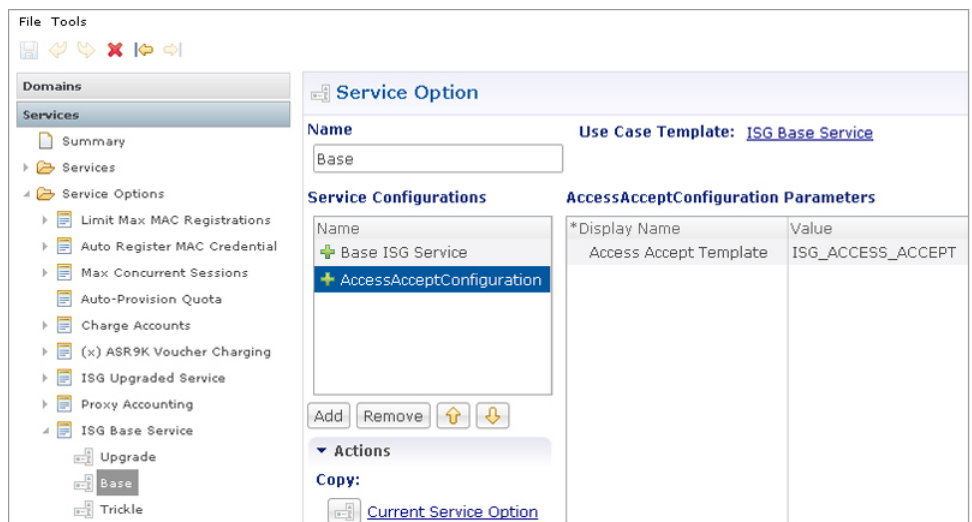 File Tools
Domains
Services
Summary
Services
Service Options
Limit Max MAC Registrations
Auto Register MAC Credential
Max Concurrent Sessions
Auto-Provision Quota
Charge Accounts
(x) ASR9K Voucher Charging
ISG Upgraded Service
Proxy Accounting
ISG Base Service
Upgrade
Base
Trickle
Service Option
Name
Use Case Template: ISG Base Service
Base
Service Configurations
Name
Base ISG Service
AccessAcceptConfiguration
Add Remove
Actions
Copy:
Current Service Option
AccessAcceptConfiguration Parameters
*Display Name Value
Access Accept Template ISG_ACCESS_ACCEPT